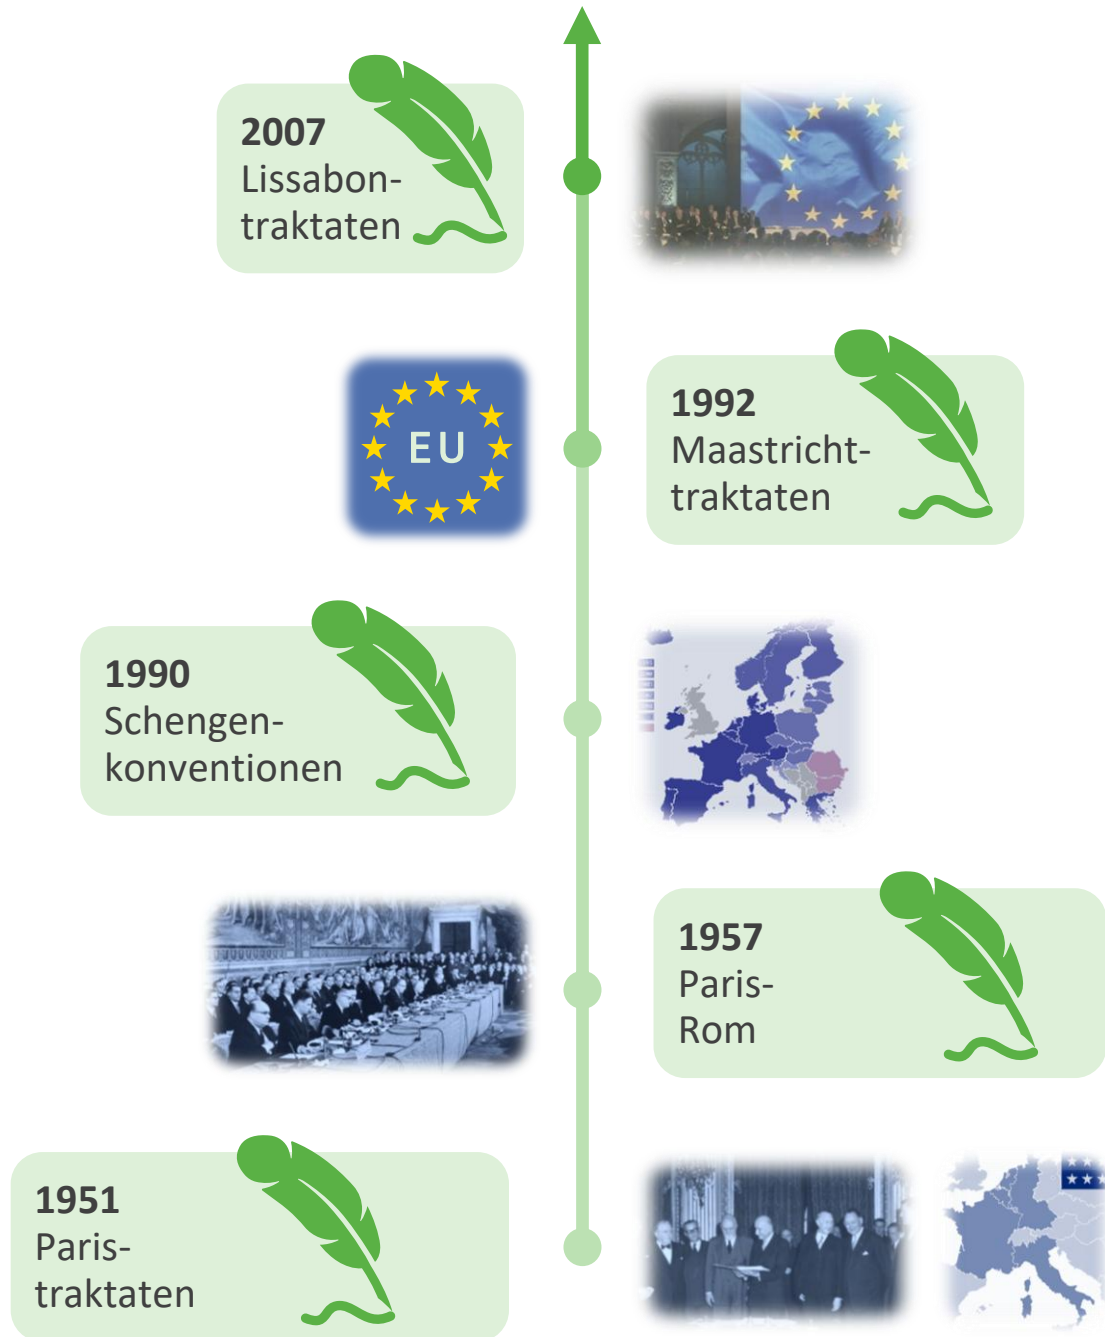 2007
Lissabon-
traktaten
EU
1992
Maastricht-
traktaten
1990
Schengen-
konventionen
1957
Paris-
Rom
1951
Paris-
traktaten